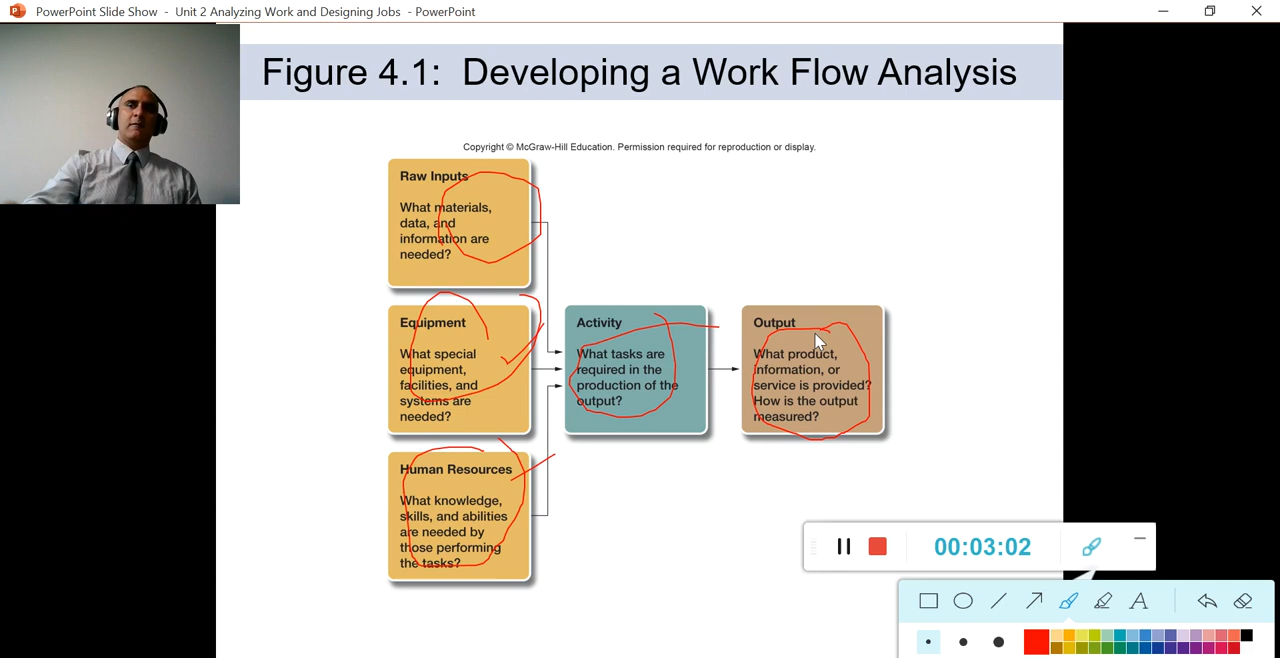 PowerPoint Slide Show - Unit 2 Analyzing Work and Designing Jobs - PowerPoint
Figure 4.1: Developing a Work Flow Analysis
Copyright © McGraw-Hill Education. Permission required for reproduction or display.
Raw Inputs
What materials,
data, and
information are
needed?
Equipment
What special
equipment,
facilities, and
systems are
needed?
Human Resources
What knowledge,
skills, and abilities
are needed by
those performing
the tasks?
Activity
What tasks are
required in the
production of the
output?
Output
What product,
information, or
service is provided?
How is the output
measured?
00:03:02
A